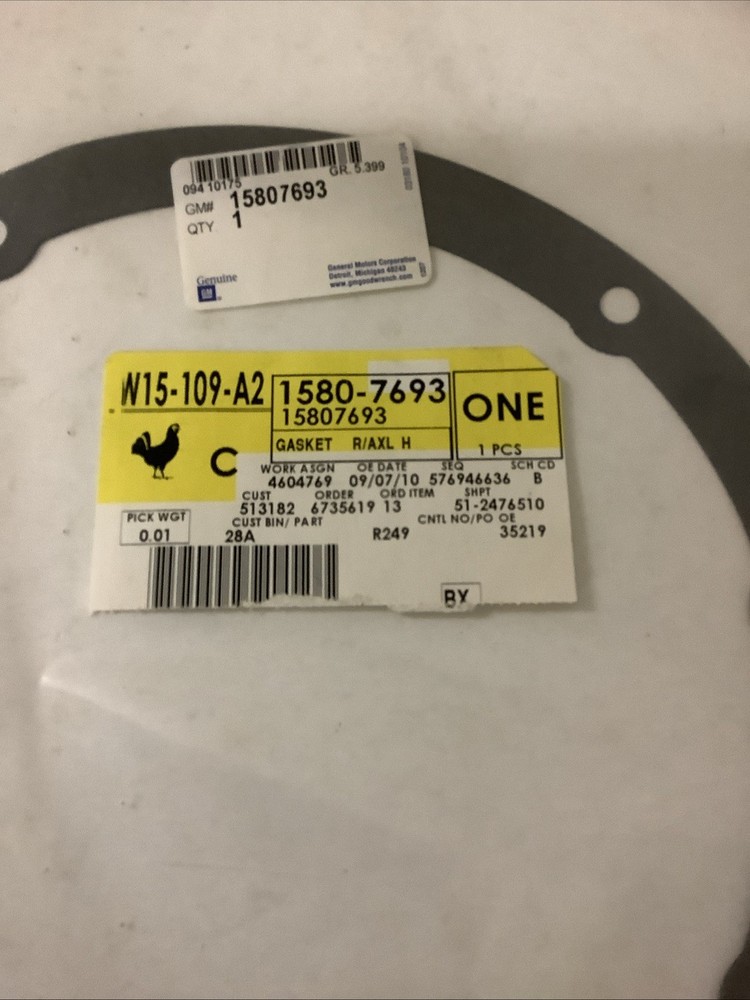 094 10175
GR. 5.399
GM# 15807693
QTY 1
Genuine
GM
General Motors Corporation
Detroit, Michigan 48243
www.gmgoodwrench.com
W15-109-A2
1580-7693
15807693
ONE
GASKET R/AXL H
1 PCS
C
WORK ASGN OE DATE SEQ SCH CD
4604769 09/07/10 576946636 B
CUST ORDER ORD ITEM SHPT
513182 6735619 13 51-2476510
PICK WGT
0.01
CUST BIN/ PART CNTL NO/PO OE
28A R249 35219
BX